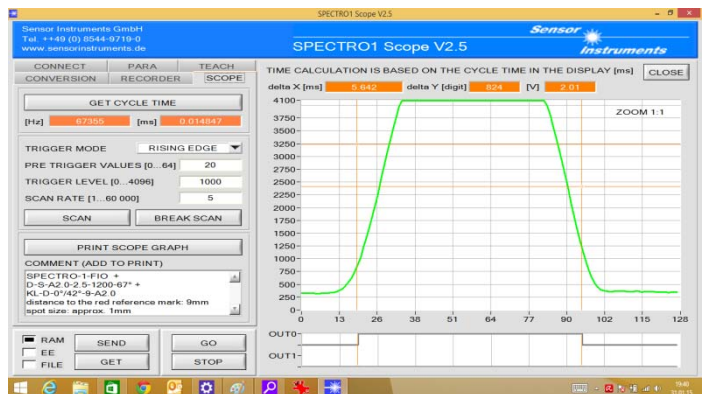 SPECTRO1 Scope V2.5
Sensor Instruments GmbH
Tel. ++49 (0) 8544-9719-0
www.sensorinstruments.de
SPECTRO1 Scope V2.5
Sensor
Instruments
CONNECT PARA TEACH
CONVERSION RECORDER SCOPE
GET CYCLE TIME
[Hz] 67355 [ms] 0.014847
TRIGGER MODE RISING EDGE
PRE TRIGGER VALUES [0...64] 20
TRIGGER LEVEL [0...4096] 1000
SCAN RATE [1...60 000] 5
SCAN BREAK SCAN
PRINT SCOPE GRAPH
COMMENT (ADD TO PRINT)
SPECTRO-1-FIO +
D-S-A2.0-2.5-1200-67° +
KL-D-0°/42°-9-A2.0
distance to the red reference mark: 9mm
spot size: approx. 1mm
RAM SEND GO
EE
FILE GET STOP
TIME CALCULATION IS BASED ON THE CYCLE TIME IN THE DISPLAY [ms]
CLOSE
delta X [ms] 5.642 delta Y [digit] 824 [V] 2.01
ZOOM 1:1
4100
3750
3500
3250
3000
2750
2500
2250
2000
1750
1500
1250
1000
750
500
250
0
0 13 26 38 51 64 77 90 102 115 128
OUT0
OUT1
19:40